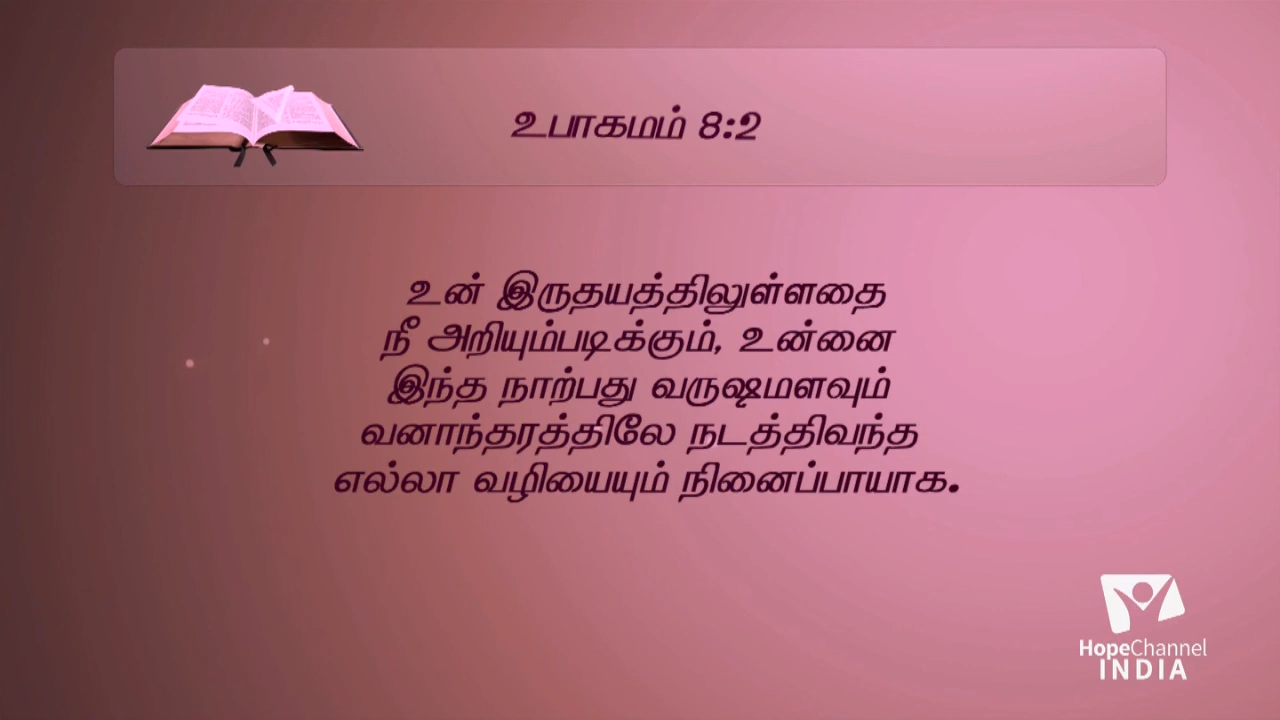 உபாகமம் 8:2
உன் இருதயத்திலுள்ளதை
நீ அறியும்படிக்கும், உன்னை
இந்த நாற்பது வருஷமளவும்
வனாந்தரத்திலே நடத்திவந்த
எல்லா வழியையும் நினைப்பாயாக.
HopeChannel
INDIA